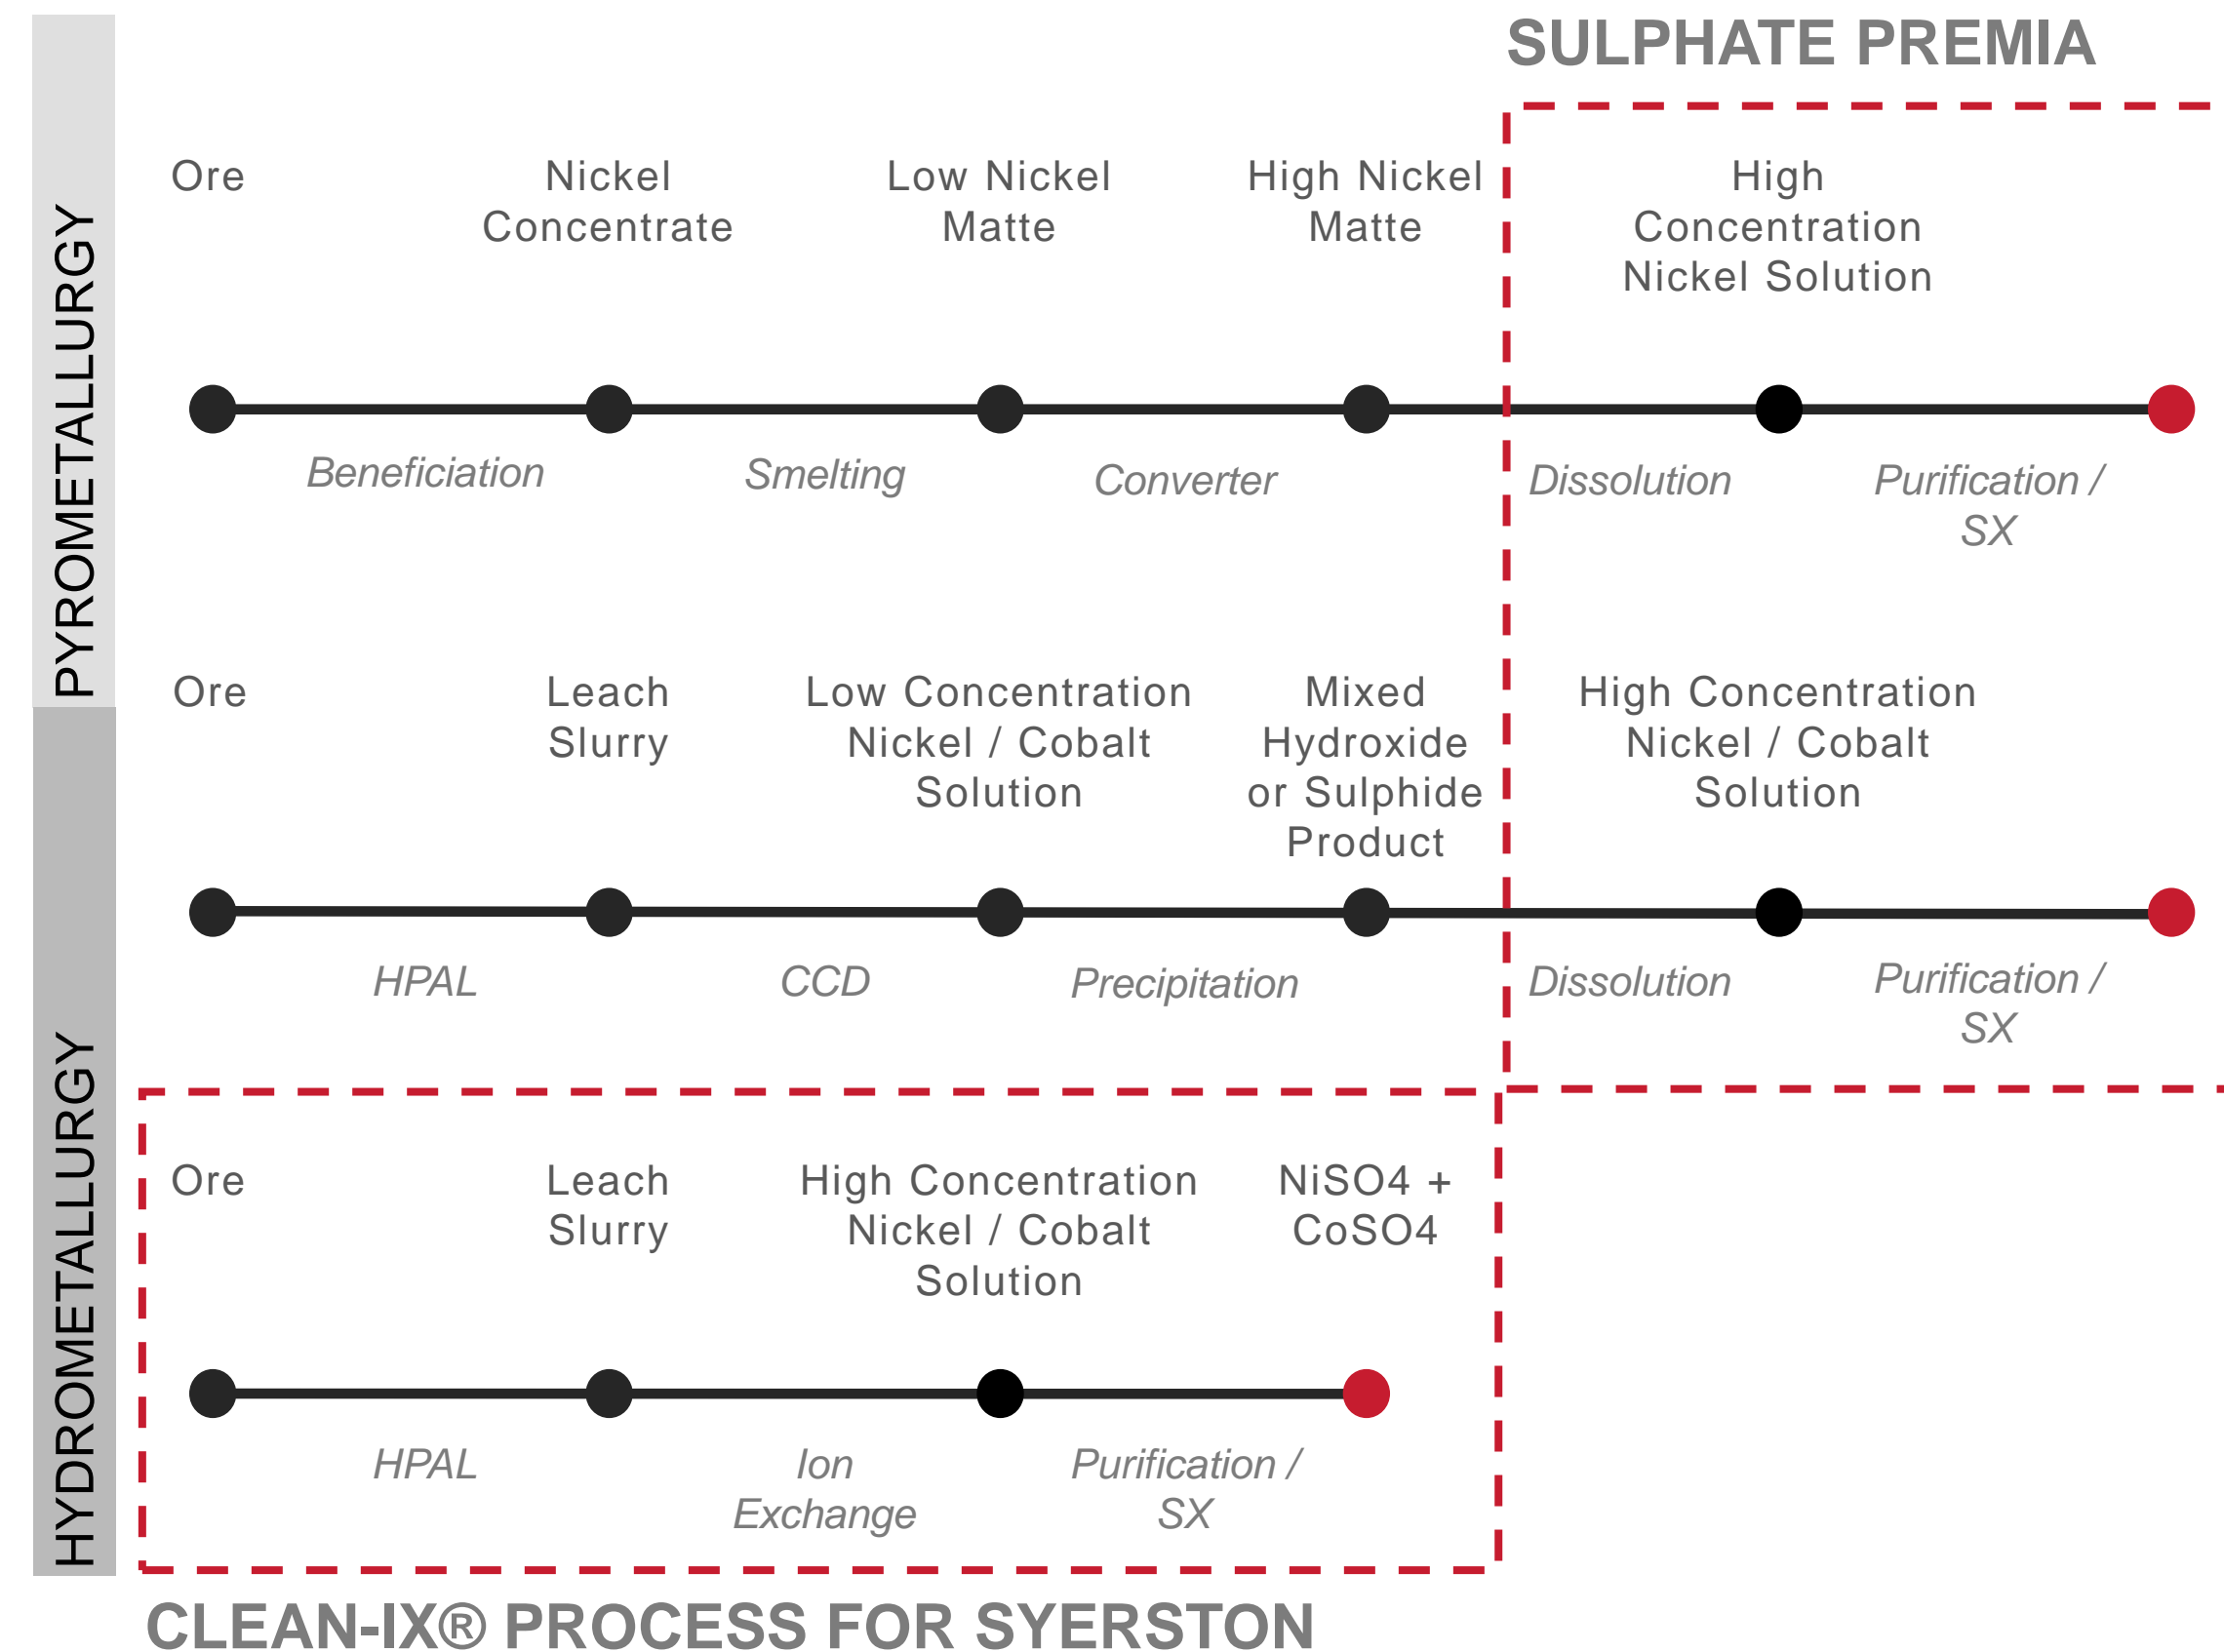 SULPHATE PREMIA
PYROMETALLURGY
Ore
Nickel
Concentrate
Low Nickel
Matte
High Nickel
Matte
High
Concentration
Nickel Solution
Beneficiation
Smelting
Converter
Dissolution
Purification /
SX
HYDROMETALLURGY
Ore
Leach
Slurry
Low Concentration
Nickel / Cobalt
Solution
Mixed
Hydroxide
or Sulphide
Product
High Concentration
Nickel / Cobalt
Solution
HPAL
CCD
Precipitation
Dissolution
Purification /
SX
Ore
Leach
Slurry
High Concentration
Nickel / Cobalt
Solution
NiSO4 +
CoSO4
HPAL
Ion
Exchange
Purification /
SX
CLEAN-IX® PROCESS FOR SYERSTON